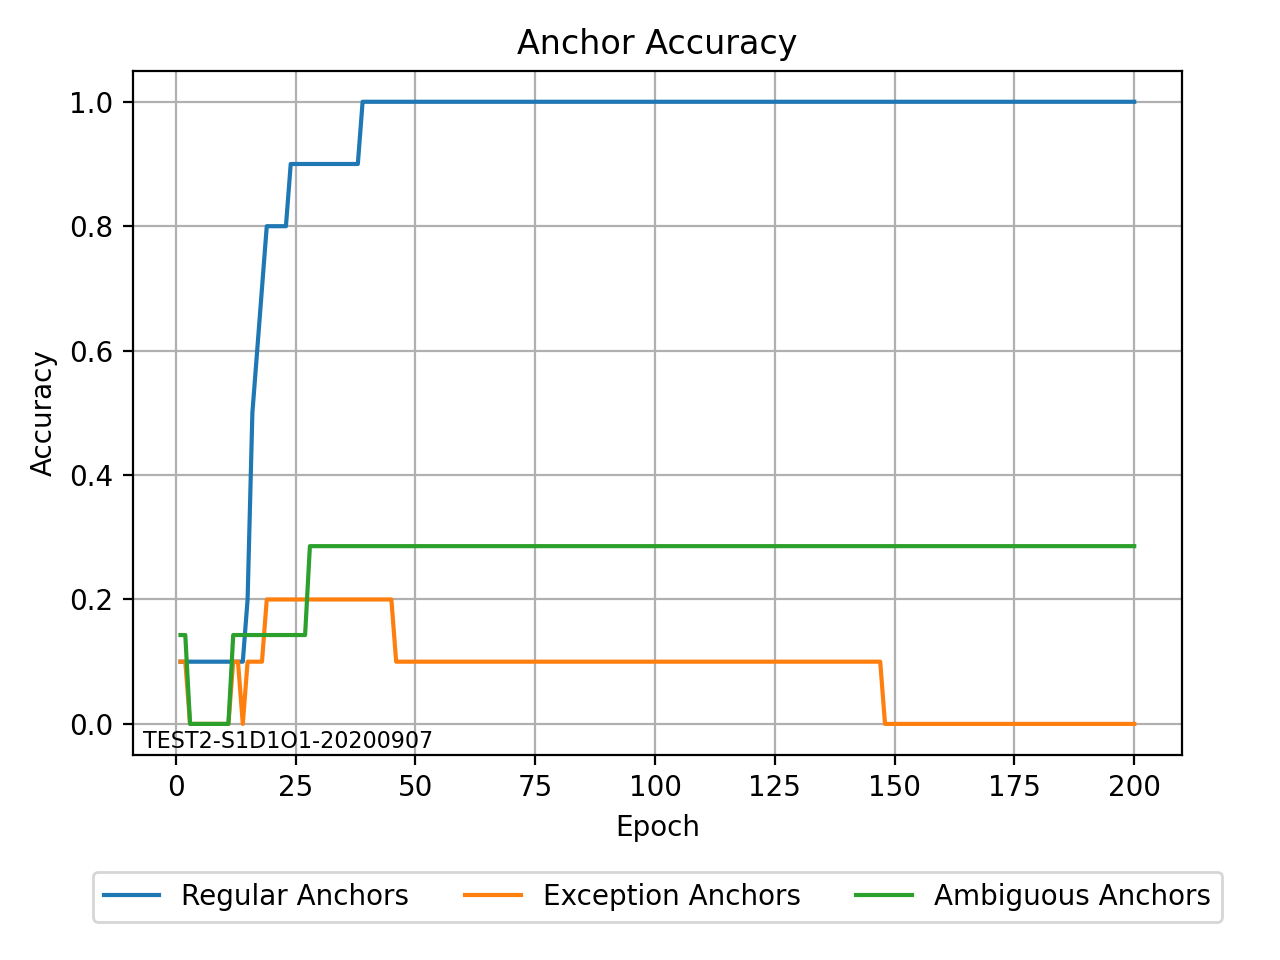 Anchor Accuracy
1.0
0.8
0.6
0.4
0.2
0.0
Accuracy
TEST2-S1D1O1-20200907
0 25 50 75 100 125 150 175 200
Epoch
Regular Anchors Exception Anchors Ambiguous Anchors